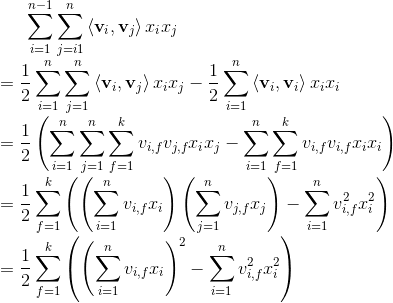 \sum_{i=1}^{n-1} \sum_{j=i1}^{n} \langle \mathbf{v}_i, \mathbf{v}_j \rangle x_i x_j
= \frac{1}{2} \sum_{i=1}^{n} \sum_{j=1}^{n} \langle \mathbf{v}_i, \mathbf{v}_j \rangle x_i x_j - \frac{1}{2} \sum_{i=1}^{n} \langle \mathbf{v}_i, \mathbf{v}_i \rangle x_i x_i
= \frac{1}{2} \left( \sum_{i=1}^{n} \sum_{j=1}^{n} \sum_{f=1}^{k} v_{i,f} v_{j,f} x_i x_j - \sum_{i=1}^{n} \sum_{f=1}^{k} v_{i,f} v_{i,f} x_i x_i \right)
= \frac{1}{2} \sum_{f=1}^{k} \left( \left( \sum_{i=1}^{n} v_{i,f} x_i \right) \left( \sum_{j=1}^{n} v_{j,f} x_j \right) - \sum_{i=1}^{n} v_{i,f}^2 x_i^2 \right)
= \frac{1}{2} \sum_{f=1}^{k} \left( \left( \sum_{i=1}^{n} v_{i,f} x_i \right)^2 - \sum_{i=1}^{n} v_{i,f}^2 x_i^2 \right)